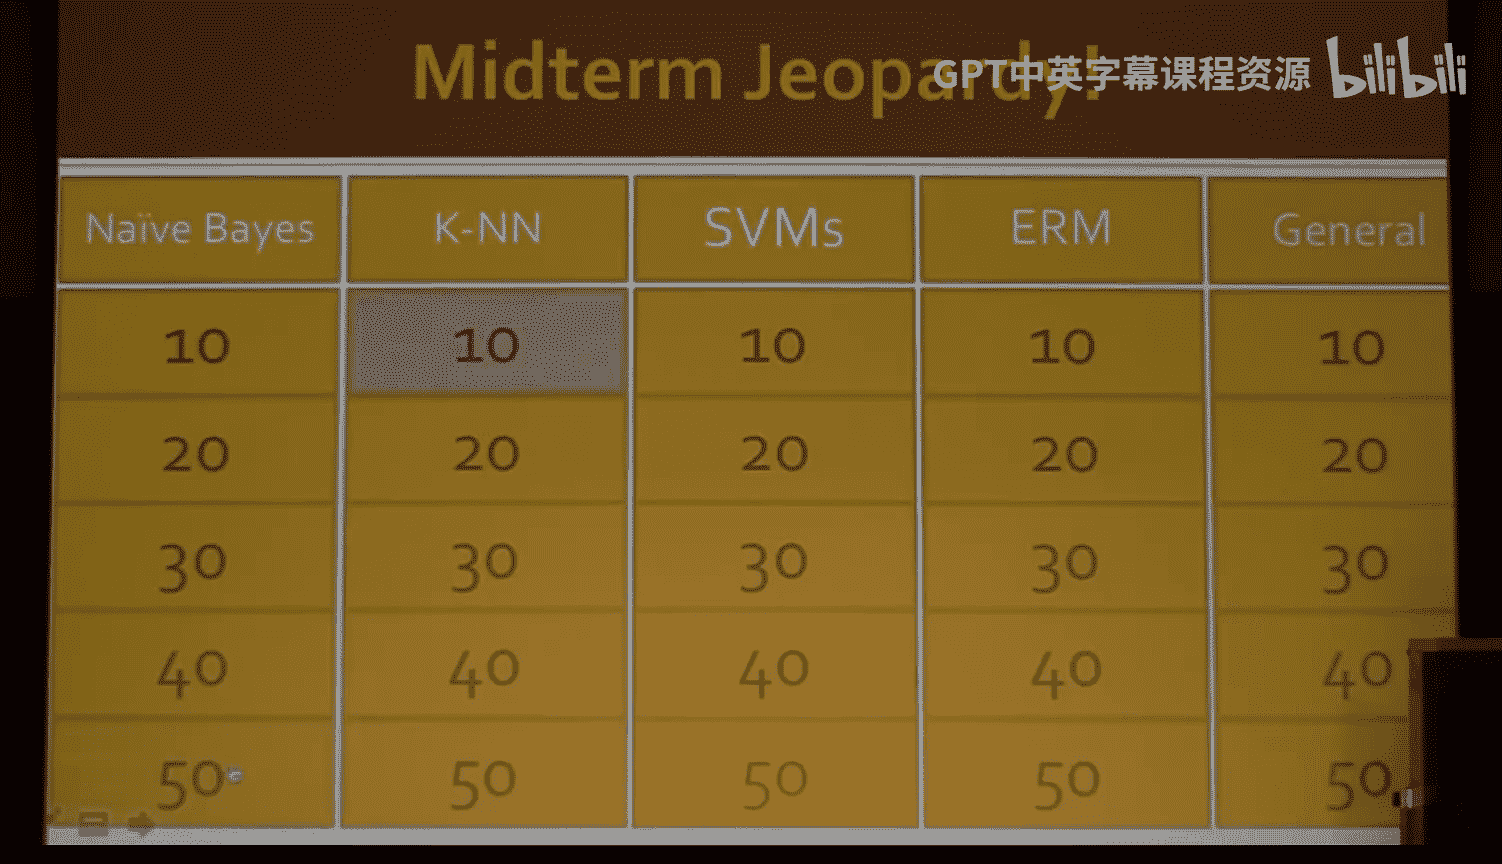 Midterm Jeopardy!
GPT中英字幕课程资源 bilibili
Naïve Bayes K-NN SVMs ERM General
10 10 10 10 10
20 20 20 20 20
30 30 30 30 30
40 40 40 40 40
50 50 50 50 50